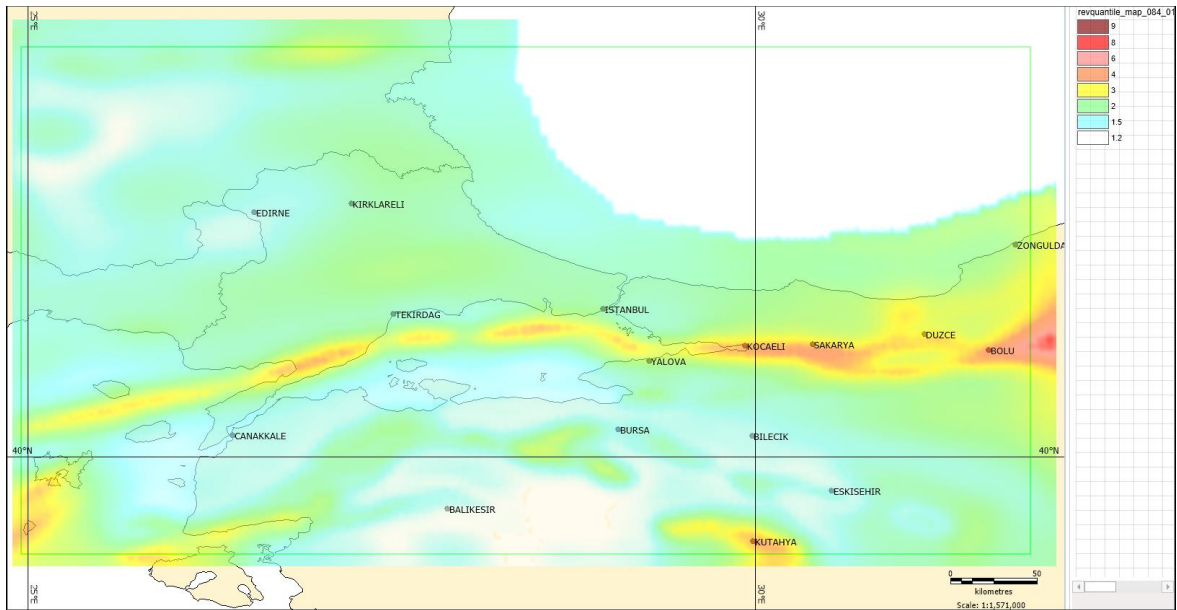 25°E
30°E
revquantile_map_084_01
9
8
6
4
3
2
1.5
1.2
KIRKLARELI
EDIRNE
ZONGULDA
TEKIRDAG
ISTANBUL
DUZCE
KOCAELI
SAKARYA
BOLU
YALOVA
BURSA
CANAKKALE
BILECIK
40°N
40°N
ESKISEHIR
BALIKESIR
KUTAHYA
0
50
kilometres
25°E
30°E
Scale: 1:1,571,000